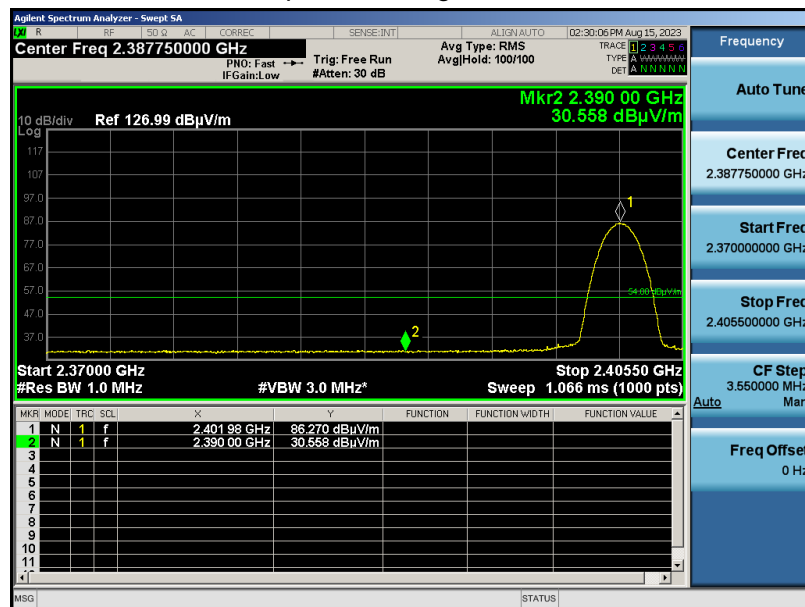 Agilent Spectrum Analyzer - Swept SA
LXI R RF 50 Ω AC CORREC SENSE:INT ALIGN AUTO 02:30:06 PM Aug 15, 2023
Center Freq 2.387750000 GHz
PNO: Fast
IFGain:Low
Trig: Free Run
#Atten: 30 dB
Avg Type: RMS
Avg|Hold: 100/100
TRACE 1 2 3 4 5 6
TYPE A WWWWW
DET A N N N N N
Mkr2 2.390 00 GHz
30.558 dBµV/m
10 dB/div
Log
Ref 126.99 dBµV/m
117
107
97.0
87.0
77.0
67.0
57.0
47.0
37.0
1
54.00 dBµV/m
2
Start 2.37000 GHz Stop 2.40550 GHz
#Res BW 1.0 MHz #VBW 3.0 MHz* Sweep 1.066 ms (1000 pts)
MKR MODE TRC SCL X Y FUNCTION FUNCTION WIDTH FUNCTION VALUE
1 N 1 f 2.401 98 GHz 86.270 dBµV/m
2 N 1 f 2.390 00 GHz 30.558 dBµV/m
3
4
5
6
7
8
9
10
11
MSG STATUS
Frequency
Auto Tune
Center Freq
2.387750000 GHz
Start Freq
2.370000000 GHz
Stop Freq
2.405500000 GHz
CF Step
3.550000 MHz
Auto Man
Freq Offset
0 Hz